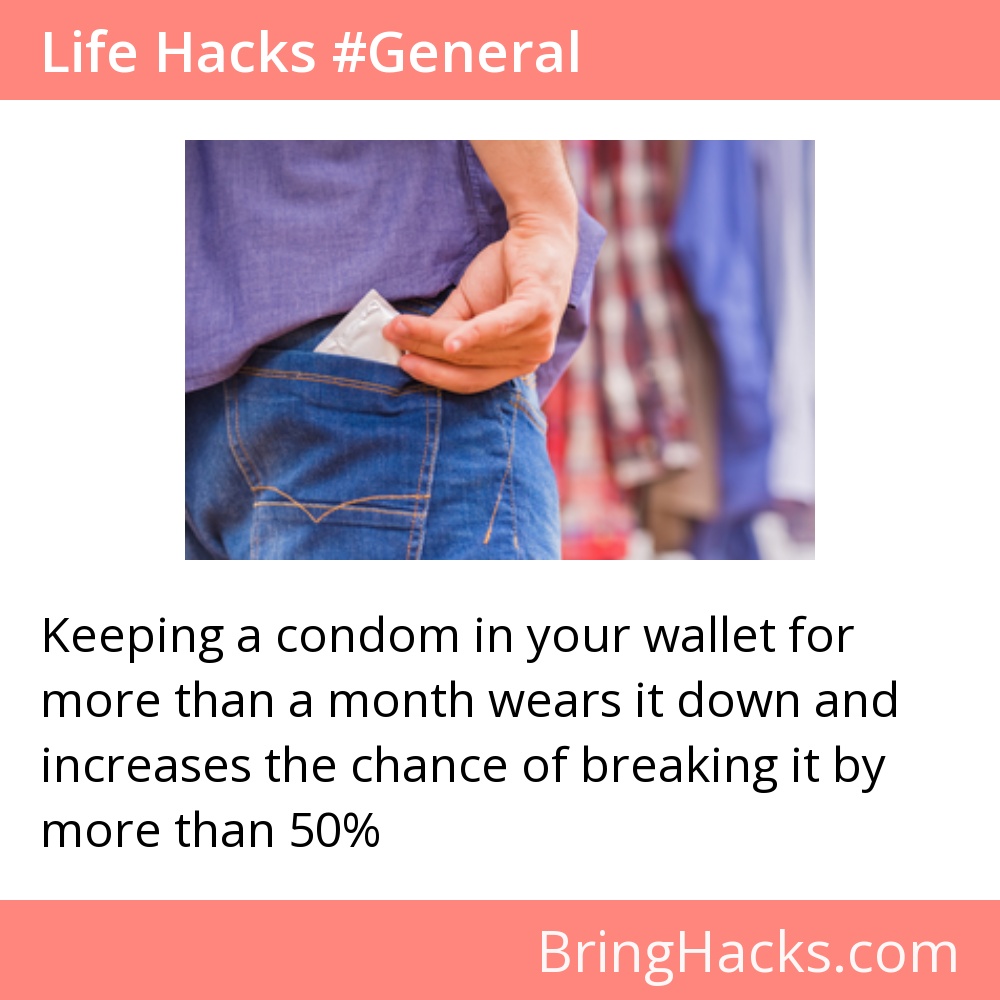 Life Hacks #General
Keeping a condom in your wallet for
more than a month wears it down and
increases the chance of breaking it by
more than 50%
BringHacks.com